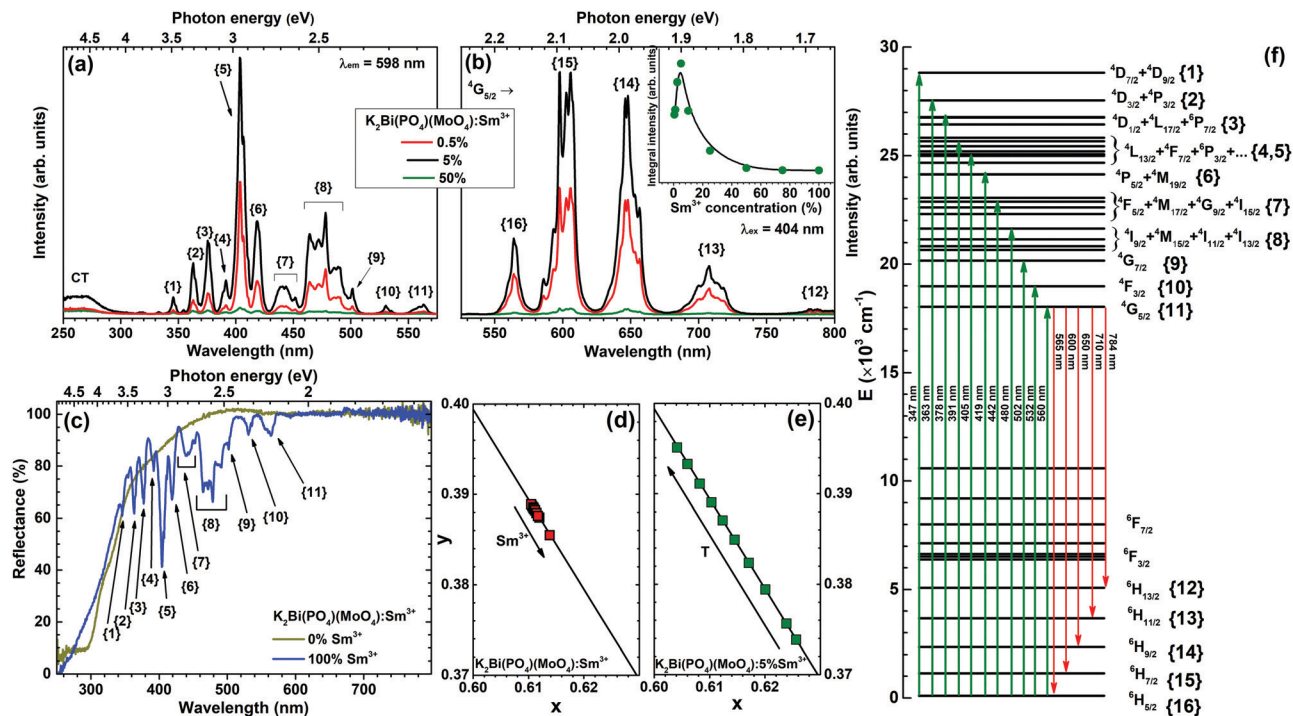 Photon energy (eV)
4.5 4 3.5 3 2.5
(a)
λem = 598 nm
{5}
{8}
{6}
{3}
{2}
{4}
{7}
{9}
{1}
CT
{10}
{11}
Intensity (arb. units)
250 300 350 400 450 500 550
Wavelength (nm)
K₂Bi(PO₄)(MoO₄):Sm³⁺
0.5%
5%
50%
Photon energy (eV)
2.2 2.1 2 1.9 1.8 1.7
(b)
{15}
⁴G₅/₂ →
{14}
{16}
{13}
{12}
λex = 404 nm
Intensity (arb. units)
600 650 700 750 800
Wavelength (nm)
Integral intensity (arb. units)
0 20 40 60 80 100
Sm³⁺ concentration (%)
Photon energy (eV)
4.5 4 3.5 3 2.5 2
(c)
100
80
60
40
20
0
Reflectance (%)
{11}
{10}
{9}
{8}
{7}
{6}
{5}
{4}
{3}
{2}
{1}
K₂Bi(PO₄)(MoO₄):Sm³⁺
0% Sm³⁺
100% Sm³⁺
300 400 500 600 700
Wavelength (nm)
(d)
0.40
0.39
0.38
0.37
y
Sm³⁺
K₂Bi(PO₄)(MoO₄):Sm³⁺
0.60 0.61 0.62
x
(e)
0.40
0.39
0.38
0.37
T
K₂Bi(PO₄)(MoO₄):5%Sm³⁺
0.60 0.61 0.62
x
(f)
E (×10³ cm⁻¹)
30
25
20
15
10
5
0
⁴D₇/₂+⁴D₉/₂ {1}
⁴D₃/₂+⁴P₃/₂ {2}
⁴D₁/₂+⁴L₁₇/₂+⁶P₇/₂ {3}
⁴L₁₃/₂+⁴F₇/₂+⁶P₃/₂+... {4,5}
⁴P₅/₂+⁴M₁₉/₂ {6}
⁴F₅/₂+⁴M₁₇/₂+⁴G₉/₂+⁴I₁₅/₂ {7}
⁴I₉/₂+⁴M₁₅/₂+⁴I₁₁/₂+⁴I₁₃/₂ {8}
⁴G₇/₂ {9}
⁴F₃/₂ {10}
⁴G₅/₂ {11}
347 nm
363 nm
378 nm
391 nm
405 nm
419 nm
442 nm
480 nm
502 nm
532 nm
560 nm
565 nm
600 nm
650 nm
710 nm
784 nm
⁶F₇/₂
⁶F₃/₂
⁶H₁₃/₂ {12}
⁶H₁₁/₂ {13}
⁶H₉/₂ {14}
⁶H₇/₂ {15}
⁶H₅/₂ {16}